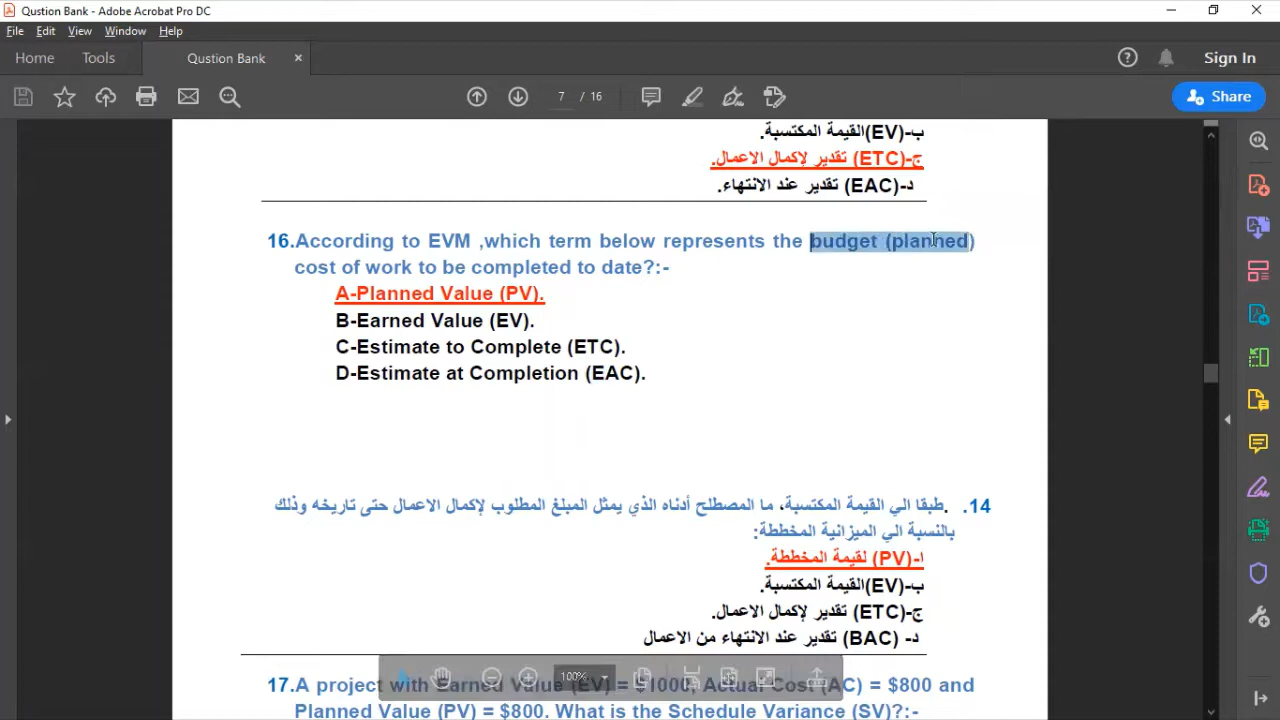 Qustion Bank - Adobe Acrobat Pro DC
File Edit View Window Help
Home Tools Qustion Bank × Sign In
7 / 16 Share
ب-(EV)القيمة المكتسبة.
ج-(ETC) تقدير لإكمال الاعمال.
د-(EAC) تقدير عند الانتهاء.
16.According to EVM ,which term below represents the budget (planned)
cost of work to be completed to date?:-
A-Planned Value (PV).
B-Earned Value (EV).
C-Estimate to Complete (ETC).
D-Estimate at Completion (EAC).
14. .طبقا الي القيمة المكتسبة، ما المصطلح أدناه الذي يمثل المبلغ المطلوب لإكمال الاعمال حتى تاريخه وذلك
بالنسبة الي الميزانية المخططة:
ا-(PV) لقيمة المخططة.
ب-(EV)القيمة المكتسبة.
ج-(ETC) تقدير لإكمال الاعمال.
د- (BAC) تقدير عند الانتهاء من الاعمال
100%
17.A project with Earned Value (EV) = $1000, Actual Cost (AC) = $800 and
Planned Value (PV) = $800. What is the Schedule Variance (SV)?:-